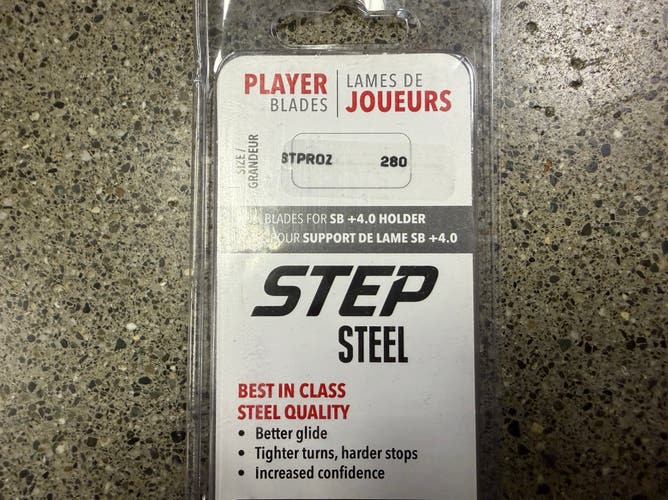 PLAYER
BLADES
LAMES DE
JOUEURS
SIZE /
GRANDEUR
STPROZ 280
BLADES FOR SB +4.0 HOLDER
POUR SUPPORT DE LAME SB +4.0
STEP
STEEL
BEST IN CLASS
STEEL QUALITY
• Better glide
• Tighter turns, harder stops
• Increased confidence